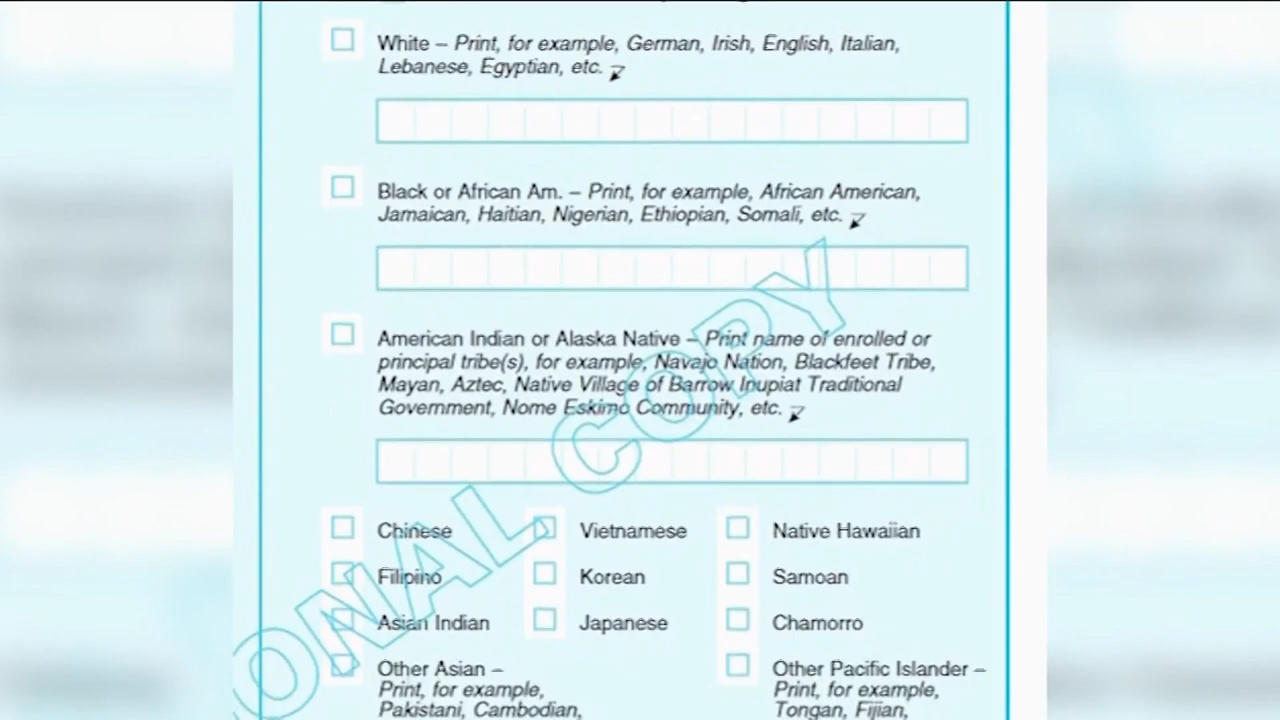 White – Print, for example, German, Irish, English, Italian,
Lebanese, Egyptian, etc.
Black or African Am. – Print, for example, African American,
Jamaican, Haitian, Nigerian, Ethiopian, Somali, etc.
American Indian or Alaska Native – Print name of enrolled or
principal tribe(s), for example, Navajo Nation, Blackfeet Tribe,
Mayan, Aztec, Native Village of Barrow Inupiat Traditional
Government, Nome Eskimo Community, etc.
Chinese
Vietnamese
Native Hawaiian
Filipino
Korean
Samoan
Asian Indian
Japanese
Chamorro
Other Asian –
Print, for example,
Pakistani, Cambodian,
Other Pacific Islander –
Print, for example,
Tongan, Fijian,
ONAL COPY